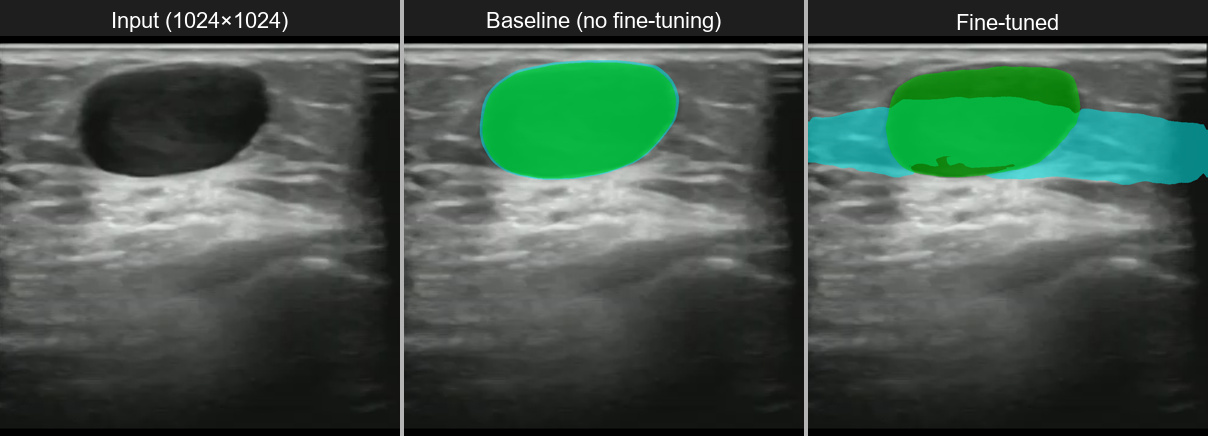 Input (1024×1024)
Baseline (no fine-tuning)
Fine-tuned